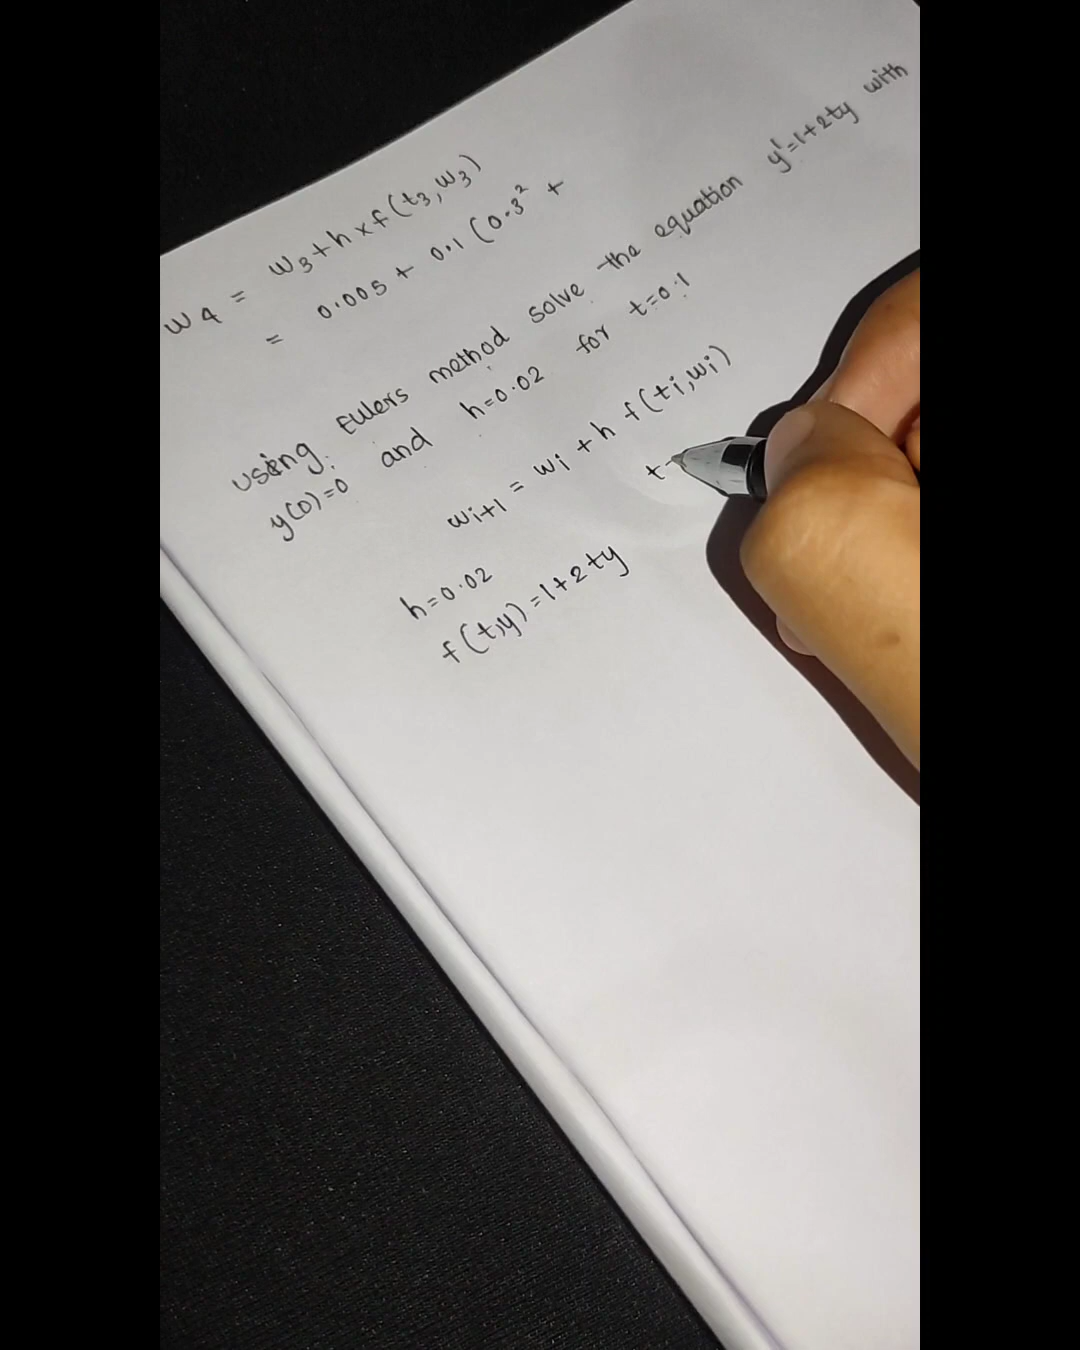 w4 = w3+h×f(t3,w3)
= 0.005 + 0.1 (0.3² +
using Eulers method solve the equation y'=1+2ty with
y(0)=0 and h=0.02 for t=0.1
wi+1 = wi + h f(ti,wi)
t-
h=0.02
f(t,y)=1+2ty